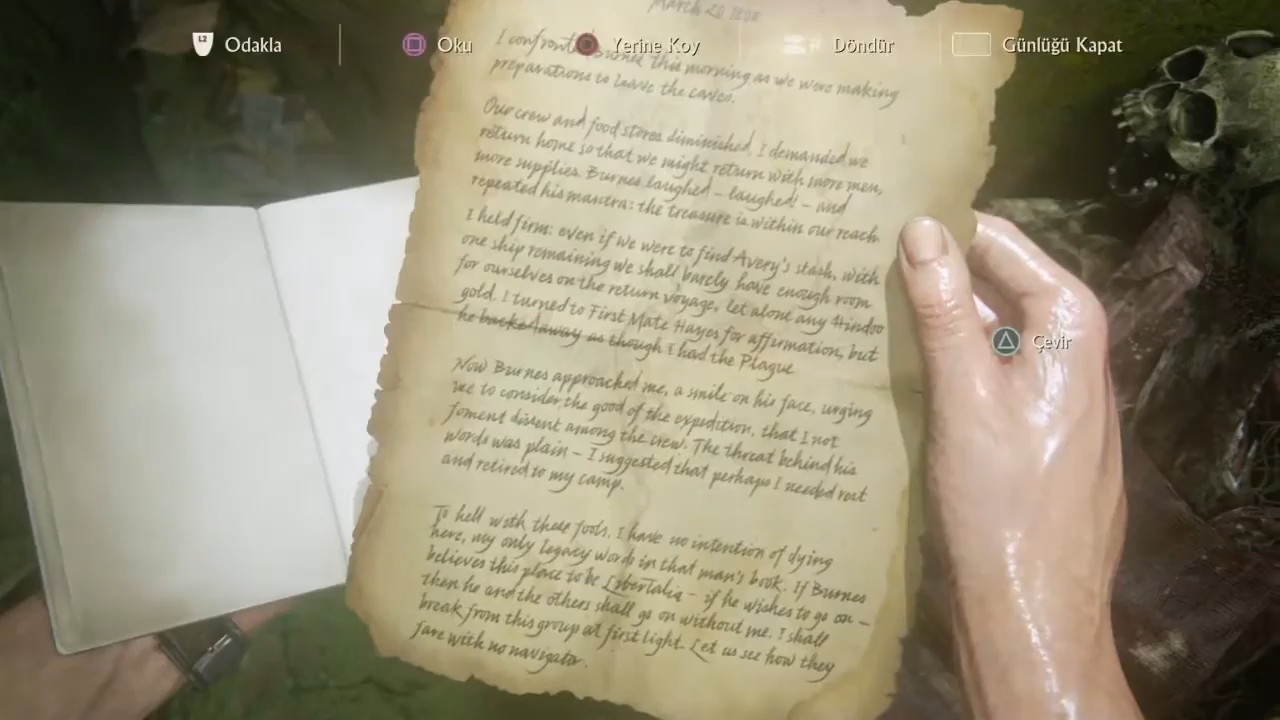 L2 Odakla
Oku
Yerine Koy
Döndür
Günlüğü Kapat
March 20
I confront Burnes this morning as we were making
preparations to leave the caves.
Our crew and food stores diminished, I demanded we
return home so that we might return with more men,
more supplies. Burnes laughed – laughed! – and
repeated his mantra: the treasure is within our reach.
I held firm: even if we were to find Avery's stash, with
one ship remaining we shall barely have enough room
for ourselves on the return voyage, let alone any Hindoo
gold. I turned to First Mate Hayes for affirmation, but
he backed away as though I had the Plague.
Çevir
Now Burnes approached me, a smile on his face, urging
me to consider the good of the expedition, that I not
foment dissent among the crew. The threat behind his
words was plain – I suggested that perhaps I needed rest
and retired to my camp.
To hell with these fools. I have no intention of dying
here, my only legacy words in that man's book. If Burnes
believes this place to be Libertalia – if he wishes to go on –
then he and the others shall go on without me. I shall
break from this group at first light. Let us see how they
fare with no navigator.